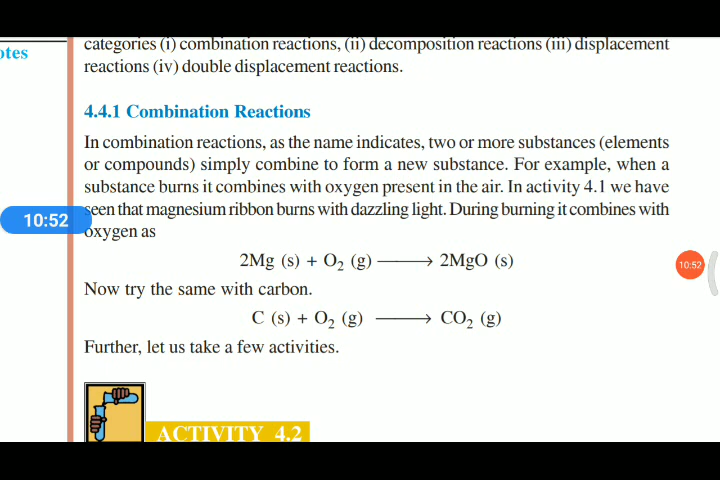 otes
categories (i) combination reactions, (ii) decomposition reactions (iii) displacement
reactions (iv) double displacement reactions.
4.4.1 Combination Reactions
In combination reactions, as the name indicates, two or more substances (elements
or compounds) simply combine to form a new substance. For example, when a
substance burns it combines with oxygen present in the air. In activity 4.1 we have
10:52
seen that magnesium ribbon burns with dazzling light. During burning it combines with
oxygen as
2Mg (s) + O₂ (g) ⟶ 2MgO (s)
10:52
Now try the same with carbon.
C (s) + O₂ (g) ⟶ CO₂ (g)
Further, let us take a few activities.
ACTIVITY 4.2